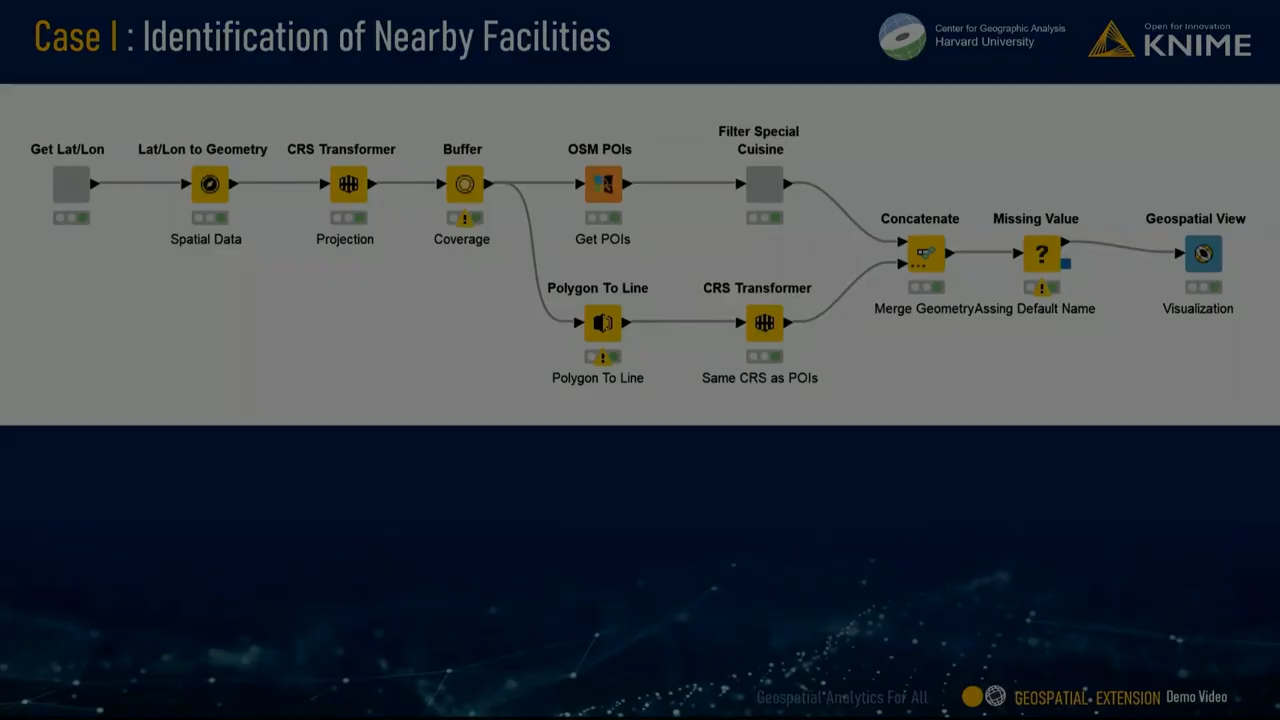 Case I : Identification of Nearby Facilities
Center for Geographic Analysis
Harvard University
Open for Innovation
KNIME
Get Lat/Lon
Lat/Lon to Geometry
Spatial Data
CRS Transformer
Projection
Buffer
Coverage
OSM POIs
Get POIs
Filter Special
Cuisine
Polygon To Line
Polygon To Line
CRS Transformer
Same CRS as POIs
Concatenate
Merge Geometry
Missing Value
?
Assing Default Name
Geospatial View
Visualization
Geospatial Analytics For All
GEOSPATIAL EXTENSION Demo Video